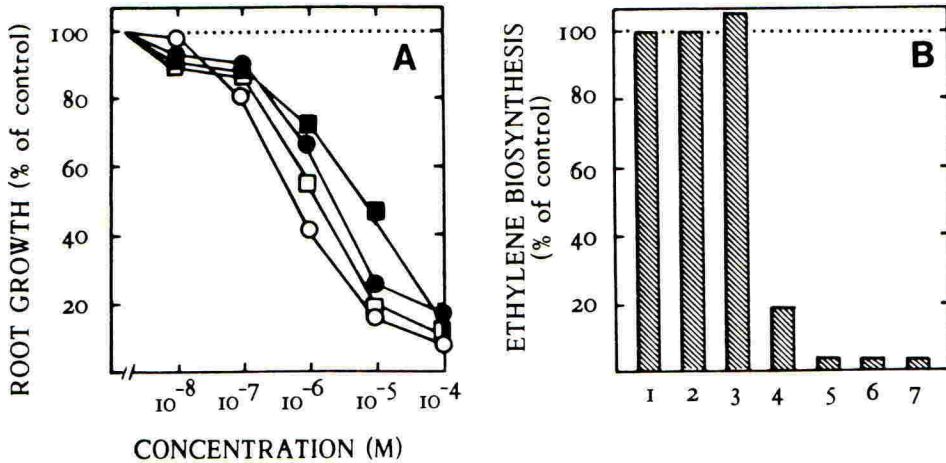 A
ROOT GROWTH (% of control)
100
80
60
40
20
10⁻⁸ 10⁻⁷ 10⁻⁶ 10⁻⁵ 10⁻⁴
CONCENTRATION (M)
B
ETHYLENE BIOSYNTHESIS
(% of control)
100
80
60
40
20
1 2 3 4 5 6 7